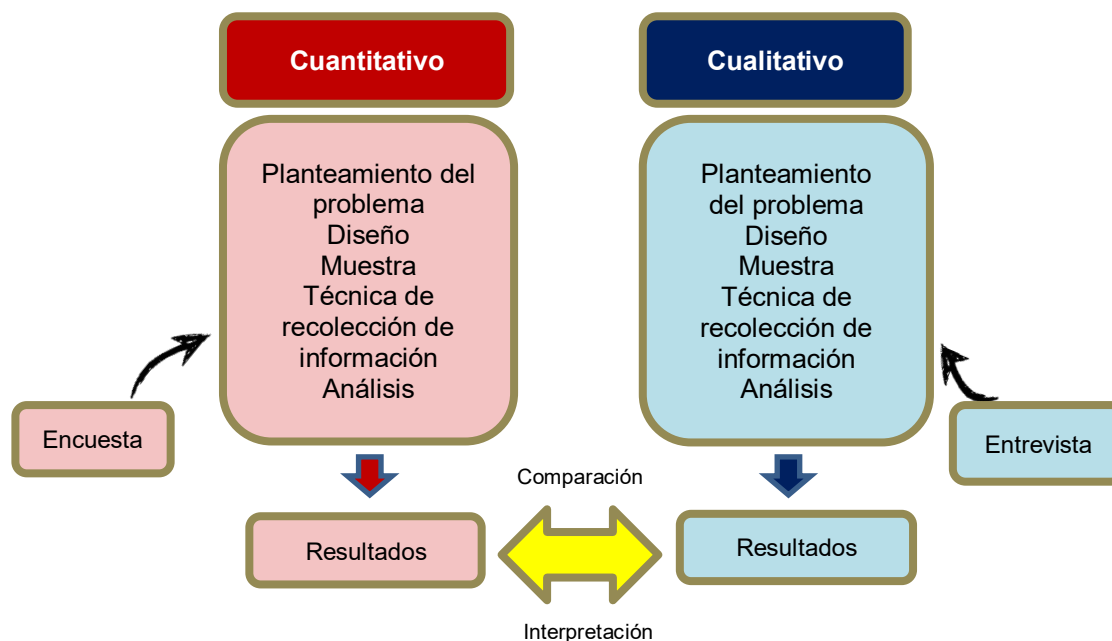 Cuantitativo
Planteamiento del
problema
Diseño
Muestra
Técnica de
recolección de
información
Análisis
Encuesta
Resultados
Cualitativo
Planteamiento
del problema
Diseño
Muestra
Técnica de
recolección de
información
Análisis
Entrevista
Resultados
Comparación
Interpretación